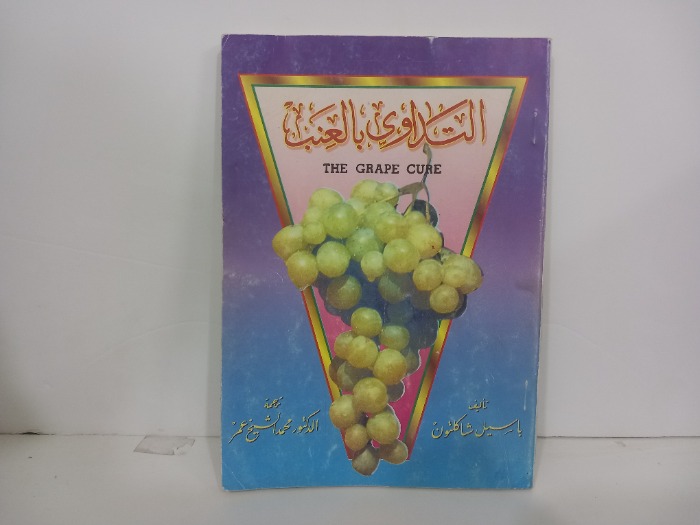 التداوي بالعنب
THE GRAPE CURE
تأليف
باسيل شاكلتون
ترجمة
الدكتور محمد الشيخ عمر